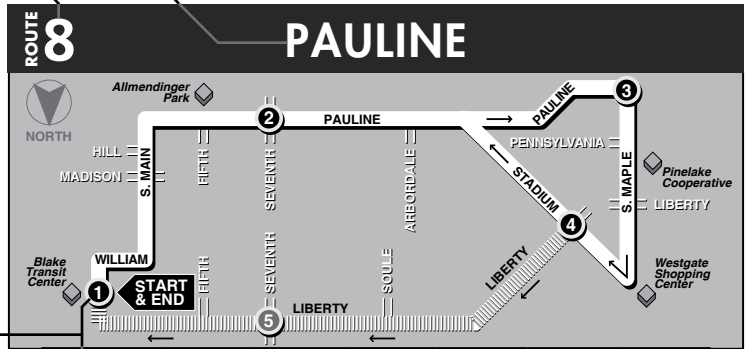 ROUTE
8
PAULINE
Allmendinger
Park
NORTH
2
PAULINE
PAULINE
3
HILL
MADISON
S. MAIN
FIFTH
SEVENTH
ARBORDALE
PENNSYLVANIA
STADIUM
S. MAPLE
Pinelake
Cooperative
LIBERTY
4
WILLIAM
Blake
Transit
Center
1
START
& END
FIFTH
SEVENTH
SOULE
LIBERTY
LIBERTY
5
Westgate
Shopping
Center